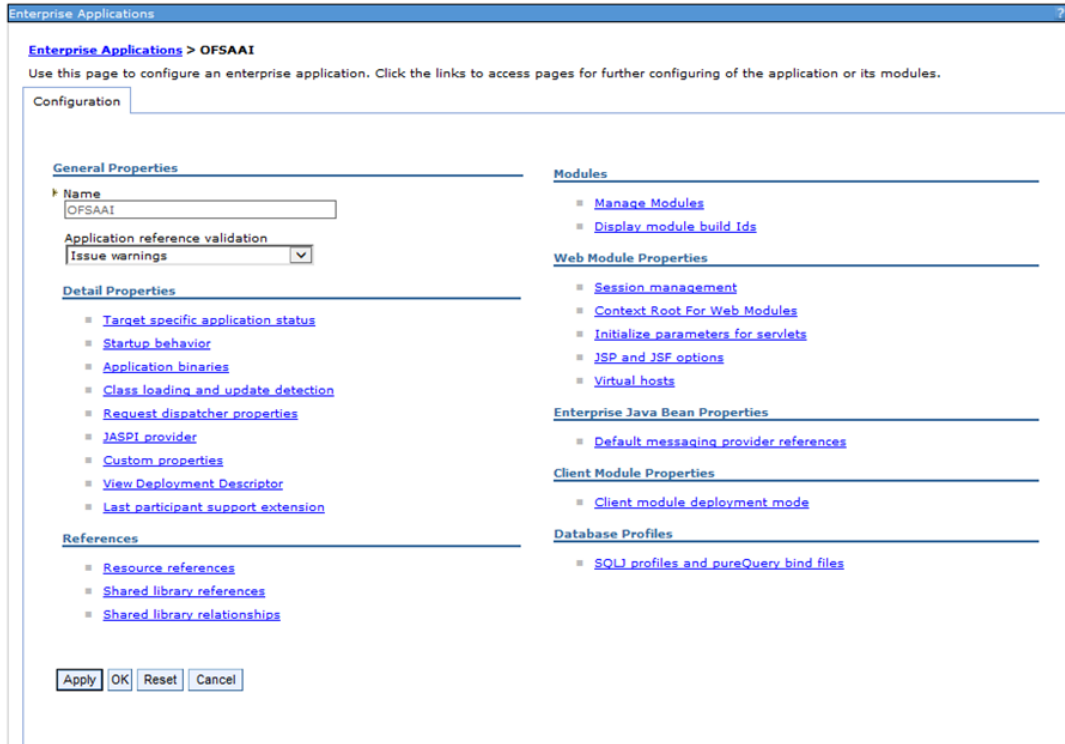 Enterprise Applications ?
Enterprise Applications > OFSAAI
Use this page to configure an enterprise application. Click the links to access pages for further configuring of the application or its modules.
Configuration
General Properties
Name
OFSAAI
Application reference validation
Issue warnings
Detail Properties
Target specific application status
Startup behavior
Application binaries
Class loading and update detection
Request dispatcher properties
JASPI provider
Custom properties
View Deployment Descriptor
Last participant support extension
References
Resource references
Shared library references
Shared library relationships
Modules
Manage Modules
Display module build Ids
Web Module Properties
Session management
Context Root For Web Modules
Initialize parameters for servlets
JSP and JSF options
Virtual hosts
Enterprise Java Bean Properties
Default messaging provider references
Client Module Properties
Client module deployment mode
Database Profiles
SQLJ profiles and pureQuery bind files
Apply OK Reset Cancel